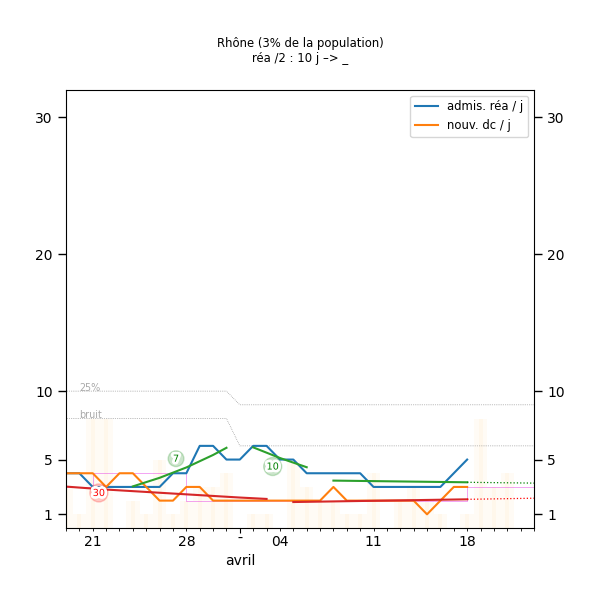 Rhône (3% de la population)
réa /2 : 10 j –> _
admis. réa / j
nouv. dc / j
30 30
20 20
10 10
25%
bruit
5 5
7
10
30
1 1
21 28 - 04 11 18
avril